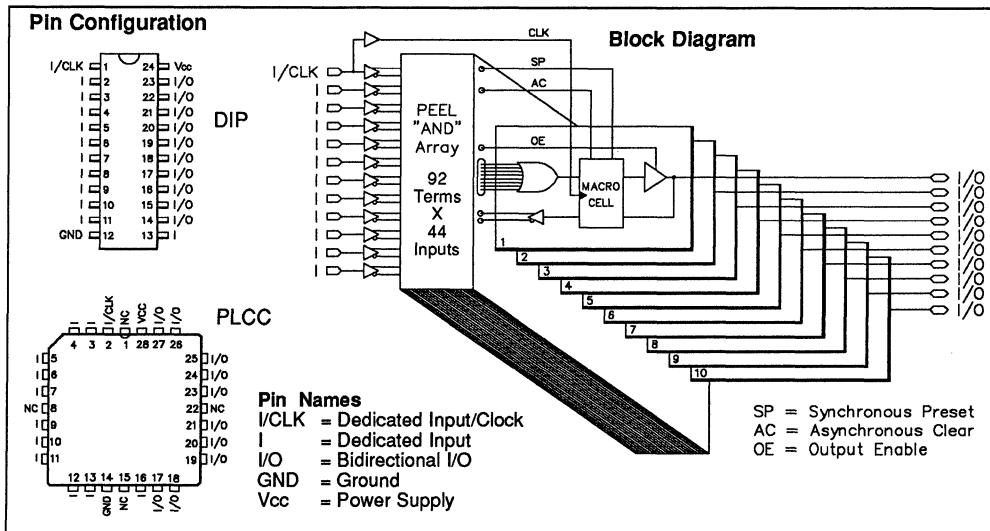 Pin Configuration
I/CLK 1 24 Vcc
I 2 23 I/O
I 3 22 I/O
I 4 21 I/O
I 5 20 I/O
I 6 19 I/O
I 7 18 I/O
I 8 17 I/O
I 9 16 I/O
I 10 15 I/O
I 11 14 I/O
GND 12 13 I
DIP
PLCC
I I I/CLK NC VCC I/O I/O
4 3 2 1 28 27 26
I 5 25 I/O
I 6 24 I/O
I 7 23 I/O
NC 8 22 NC
I 9 21 I/O
I 10 20 I/O
I 11 19 I/O
12 13 14 15 16 17 18
I I GND NC I I/O I/O
Pin Names
I/CLK = Dedicated Input/Clock
I = Dedicated Input
I/O = Bidirectional I/O
GND = Ground
Vcc = Power Supply
Block Diagram
CLK
SP
AC
OE
I/CLK
I
I
I
I
I
I
I
I
I
I
I
PEEL
"AND"
Array
92
Terms
X
44
Inputs
MACRO
CELL
1
2
3
4
5
6
7
8
9
10
I/O
I/O
I/O
I/O
I/O
I/O
I/O
I/O
I/O
I/O
SP = Synchronous Preset
AC = Asynchronous Clear
OE = Output Enable